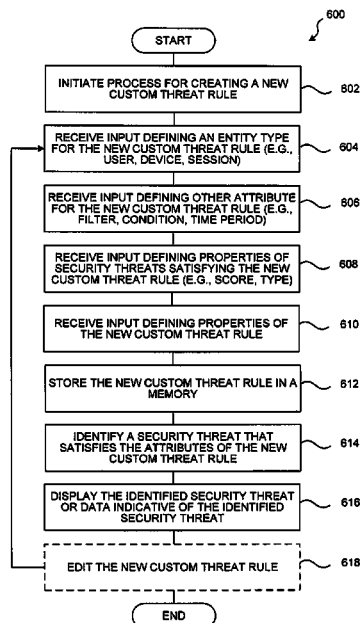 600
START
INITIATE PROCESS FOR CREATING A NEW
CUSTOM THREAT RULE
602
RECEIVE INPUT DEFINING AN ENTITY TYPE
FOR THE NEW CUSTOM THREAT RULE (E.G.,
USER, DEVICE, SESSION)
604
RECEIVE INPUT DEFINING OTHER ATTRIBUTE
FOR THE NEW CUSTOM THREAT RULE (E.G.,
FILTER, CONDITION, TIME PERIOD)
606
RECEIVE INPUT DEFINING PROPERTIES OF
SECURITY THREATS SATISFYING THE NEW
CUSTOM THREAT RULE (E.G., SCORE, TYPE)
608
RECEIVE INPUT DEFINING PROPERTIES OF
THE NEW CUSTOM THREAT RULE
610
STORE THE NEW CUSTOM THREAT RULE IN A
MEMORY
612
IDENTIFY A SECURITY THREAT THAT
SATISFIES THE ATTRIBUTES OF THE NEW
CUSTOM THREAT RULE
614
DISPLAY THE IDENTIFIED SECURITY THREAT
OR DATA INDICATIVE OF THE IDENTIFIED
SECURITY THREAT
616
EDIT THE NEW CUSTOM THREAT RULE
618
END